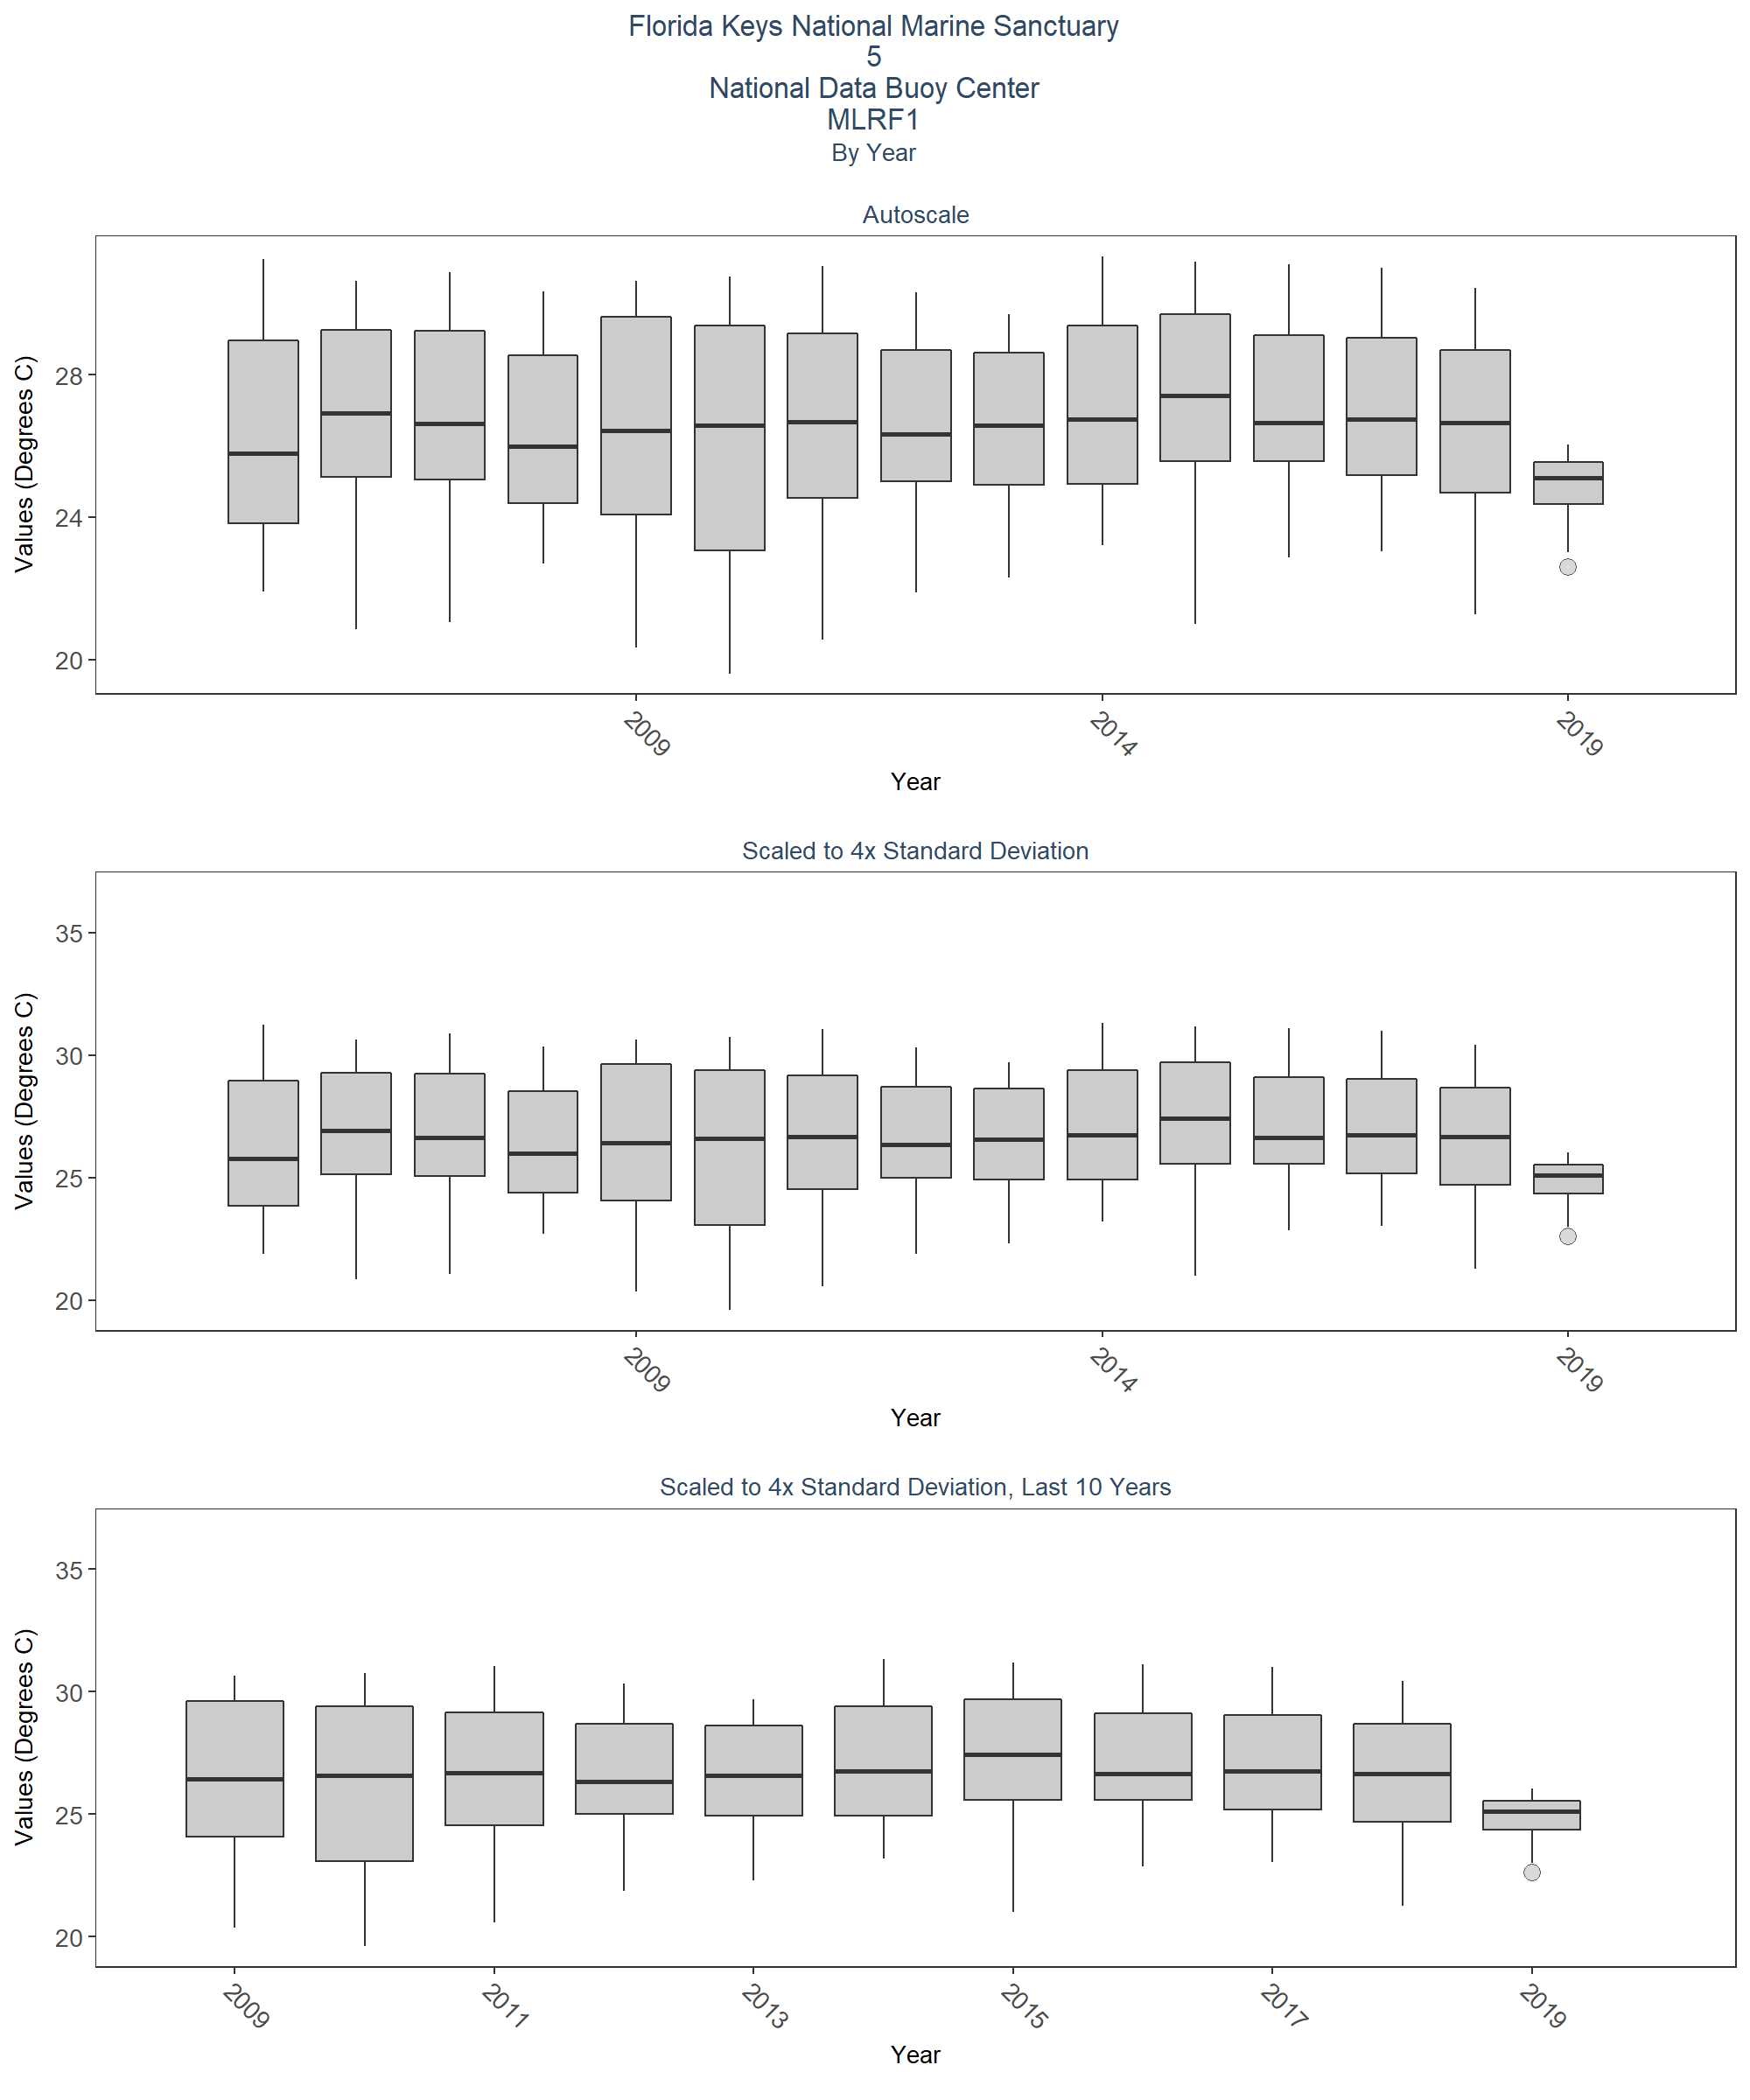 Florida Keys National Marine Sanctuary
5
National Data Buoy Center
MLRF1
By Year
Autoscale
Values (Degrees C)
28
24
20
2009
2014
2019
Year
Scaled to 4x Standard Deviation
Values (Degrees C)
35
30
25
20
2009
2014
2019
Year
Scaled to 4x Standard Deviation, Last 10 Years
Values (Degrees C)
35
30
25
20
2009
2011
2013
2015
2017
2019
Year